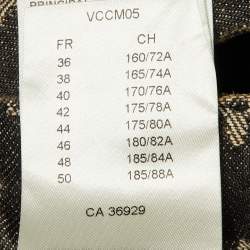 PRINCIPAL
VCCM05
FR CH
36 160/72A
38 165/74A
40 170/76A
42 175/78A
44 175/80A
46 180/82A
48 185/84A
50 185/88A
CA 36929